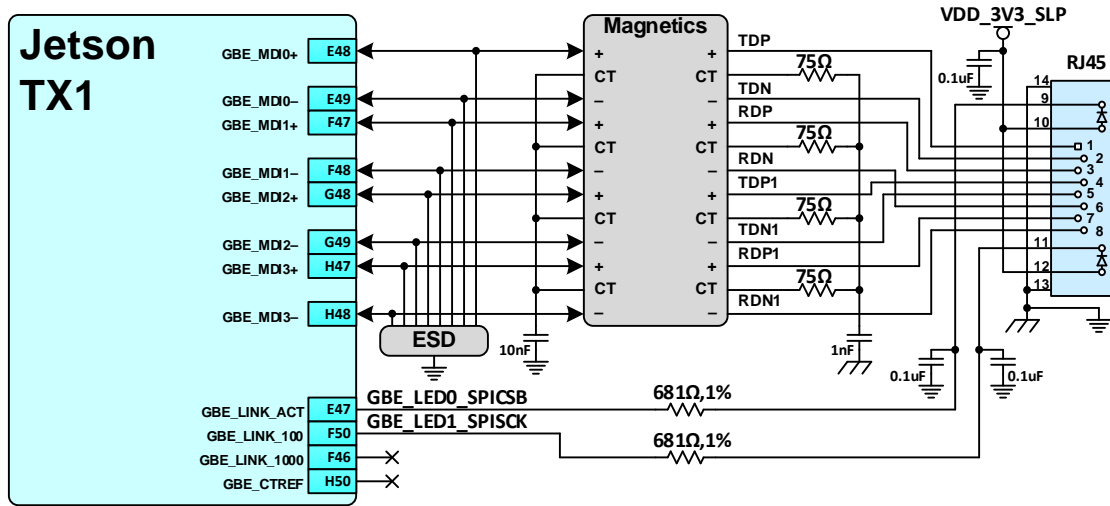 Jetson
TX1
GBE_MDI0+
E48
GBE_MDI0–
E49
GBE_MDI1+
F47
GBE_MDI1–
F48
GBE_MDI2+
G48
GBE_MDI2–
G49
GBE_MDI3+
H47
GBE_MDI3–
H48
GBE_LINK_ACT
E47
GBE_LINK_100
F50
GBE_LINK_1000
F46
GBE_CTREF
H50
ESD
10nF
Magnetics
+
CT
–
+
CT
–
+
CT
–
+
CT
–
+
CT
–
+
CT
–
+
CT
–
+
CT
–
TDP
75Ω
TDN
RDP
75Ω
RDN
TDP1
75Ω
TDN1
RDP1
75Ω
RDN1
1nF
VDD_3V3_SLP
0.1uF
RJ45
14
9
10
1
2
3
4
5
6
7
8
11
12
13
0.1uF
0.1uF
GBE_LED0_SPICSB
681Ω,1%
GBE_LED1_SPISCK
681Ω,1%